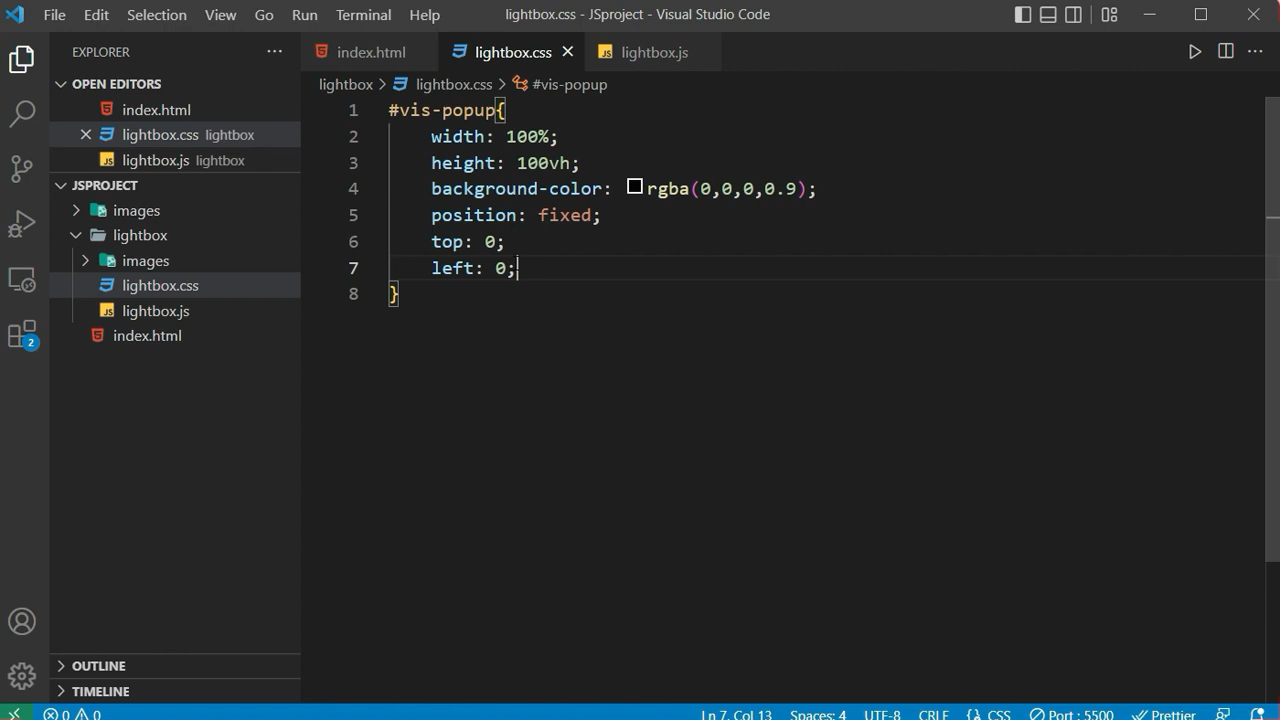 File Edit Selection View Go Run Terminal Help lightbox.css - JSproject - Visual Studio Code
EXPLORER
OPEN EDITORS
index.html
lightbox.css lightbox
lightbox.js lightbox
JSPROJECT
images
lightbox
images
lightbox.css
lightbox.js
index.html
2
OUTLINE
TIMELINE
index.html lightbox.css lightbox.js
lightbox > lightbox.css > #vis-popup
1 #vis-popup{
2 width: 100%;
3 height: 100vh;
4 background-color: rgba(0,0,0,0.9);
5 position: fixed;
6 top: 0;
7 left: 0;
8 }
0 0 Ln 7, Col 13 Spaces: 4 UTF-8 CRLF {} CSS Port : 5500 Prettier